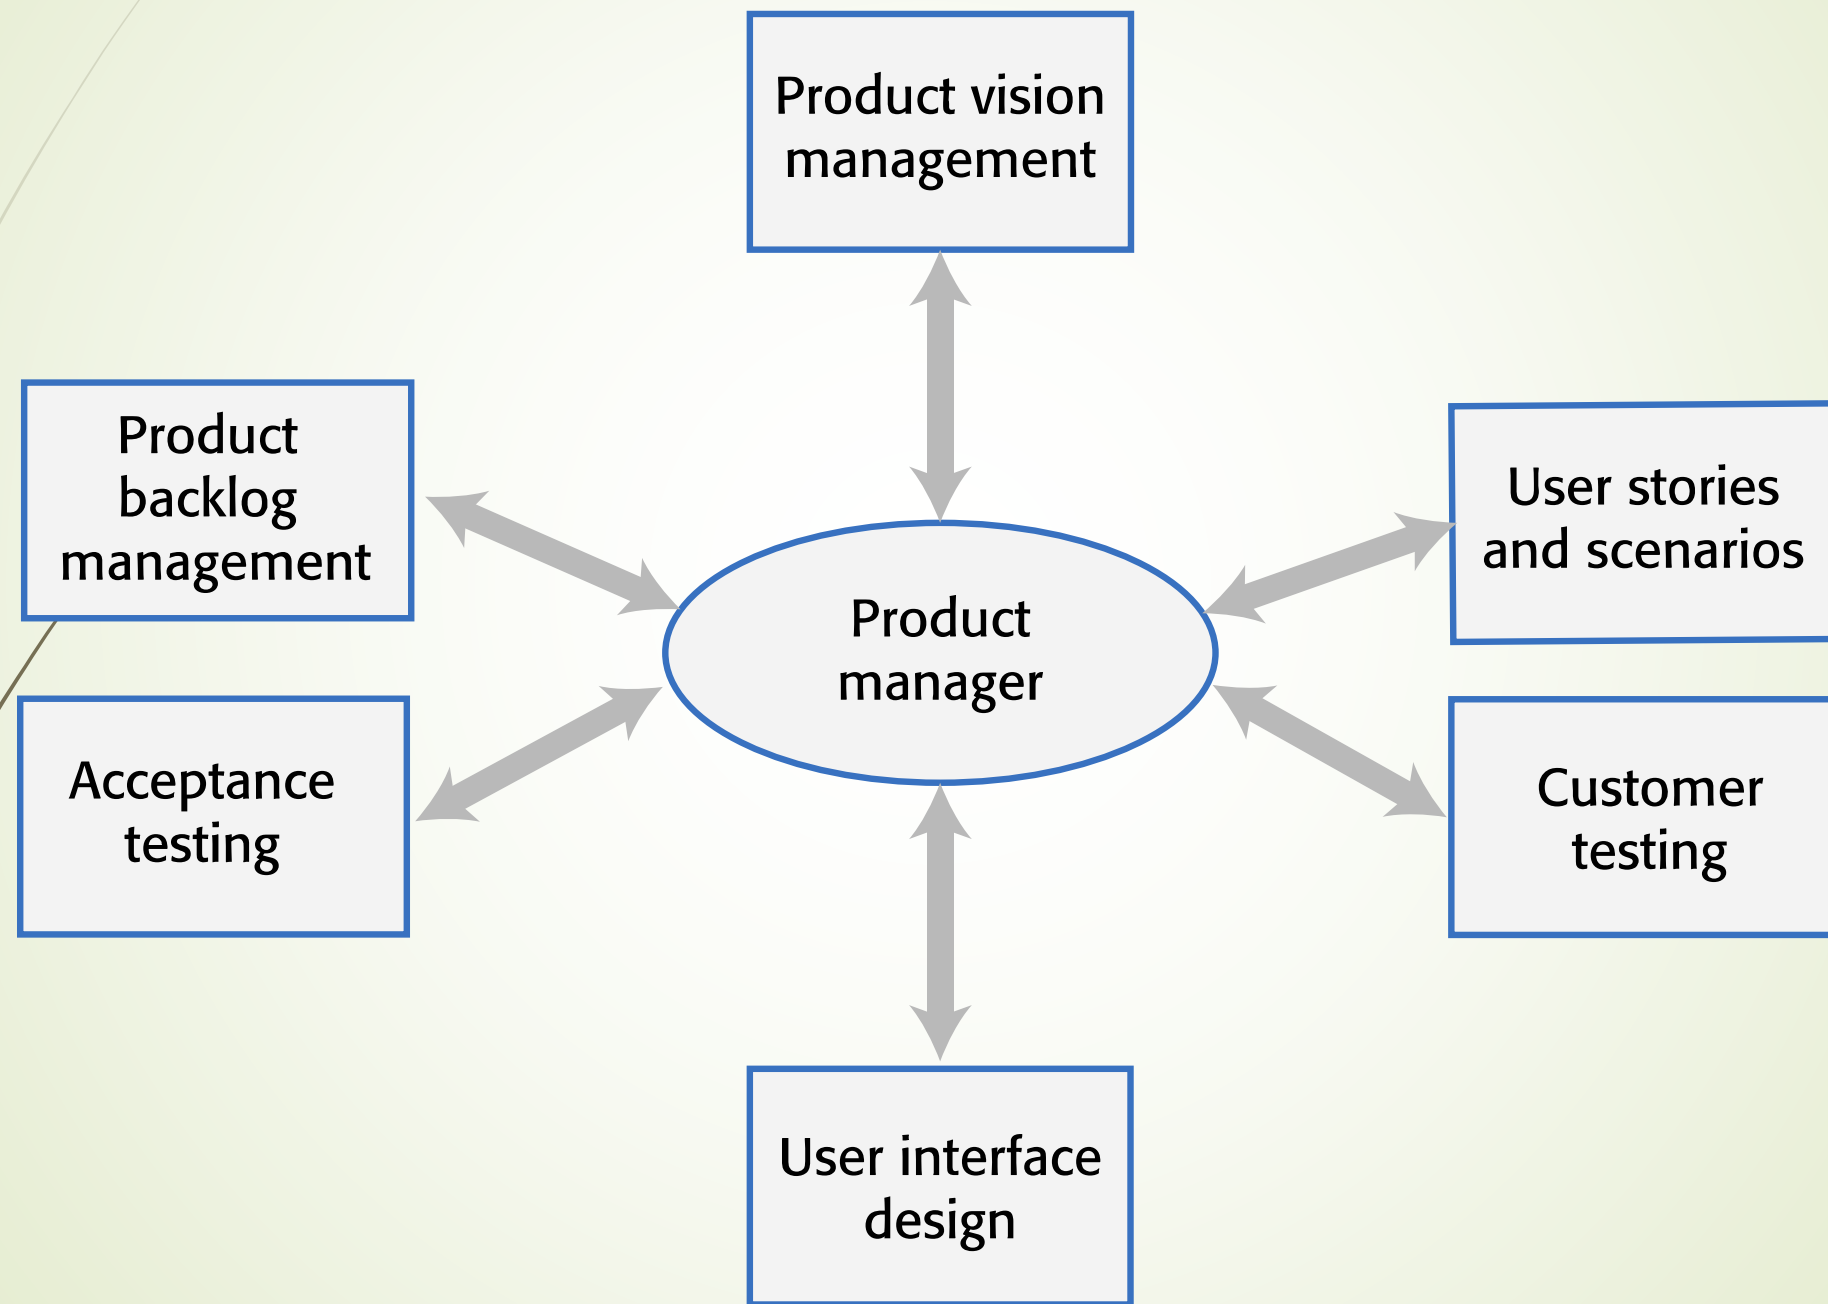 Product vision
management
Product
backlog
management
User stories
and scenarios
Product
manager
Acceptance
testing
Customer
testing
User interface
design